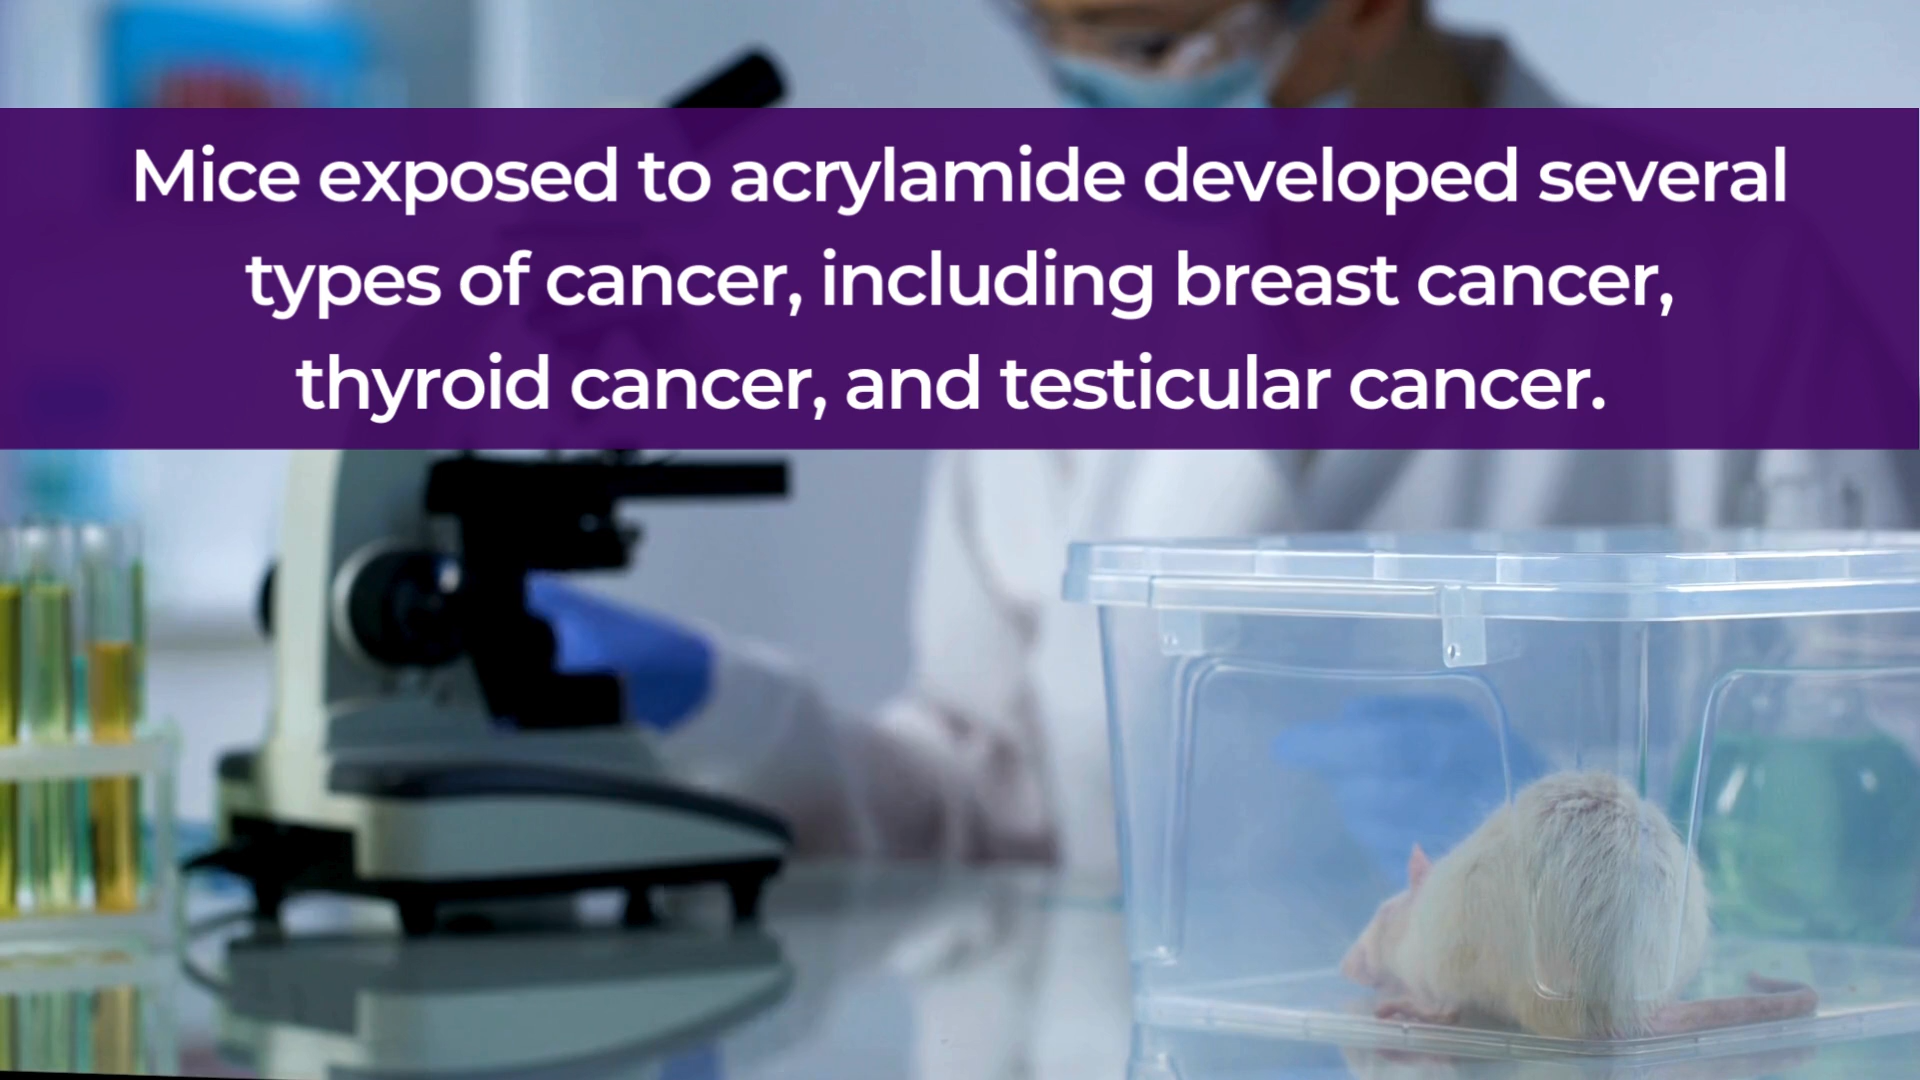 Mice exposed to acrylamide developed several
types of cancer, including breast cancer,
thyroid cancer, and testicular cancer.